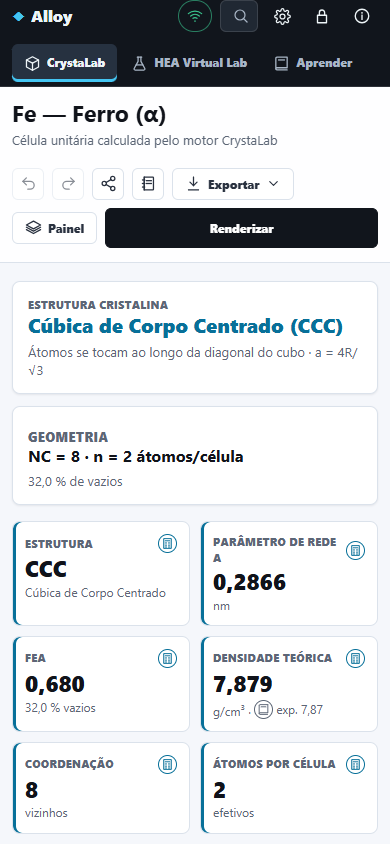 Alloy
CrystaLab
HEA Virtual Lab
Aprender
Fe — Ferro (α)
Célula unitária calculada pelo motor CrystaLab
Exportar
Painel
Renderizar
ESTRUTURA CRISTALINA
Cúbica de Corpo Centrado (CCC)
Átomos se tocam ao longo da diagonal do cubo · a = 4R/
√3
GEOMETRIA
NC = 8 · n = 2 átomos/célula
32,0 % de vazios
ESTRUTURA
CCC
Cúbica de Corpo Centrado
PARÂMETRO DE REDE
A
0,2866
nm
FEA
0,680
32,0 % vazios
DENSIDADE TEÓRICA
7,879
g/cm³ · exp. 7,87
COORDENAÇÃO
8
vizinhos
ÁTOMOS POR CÉLULA
2
efetivos